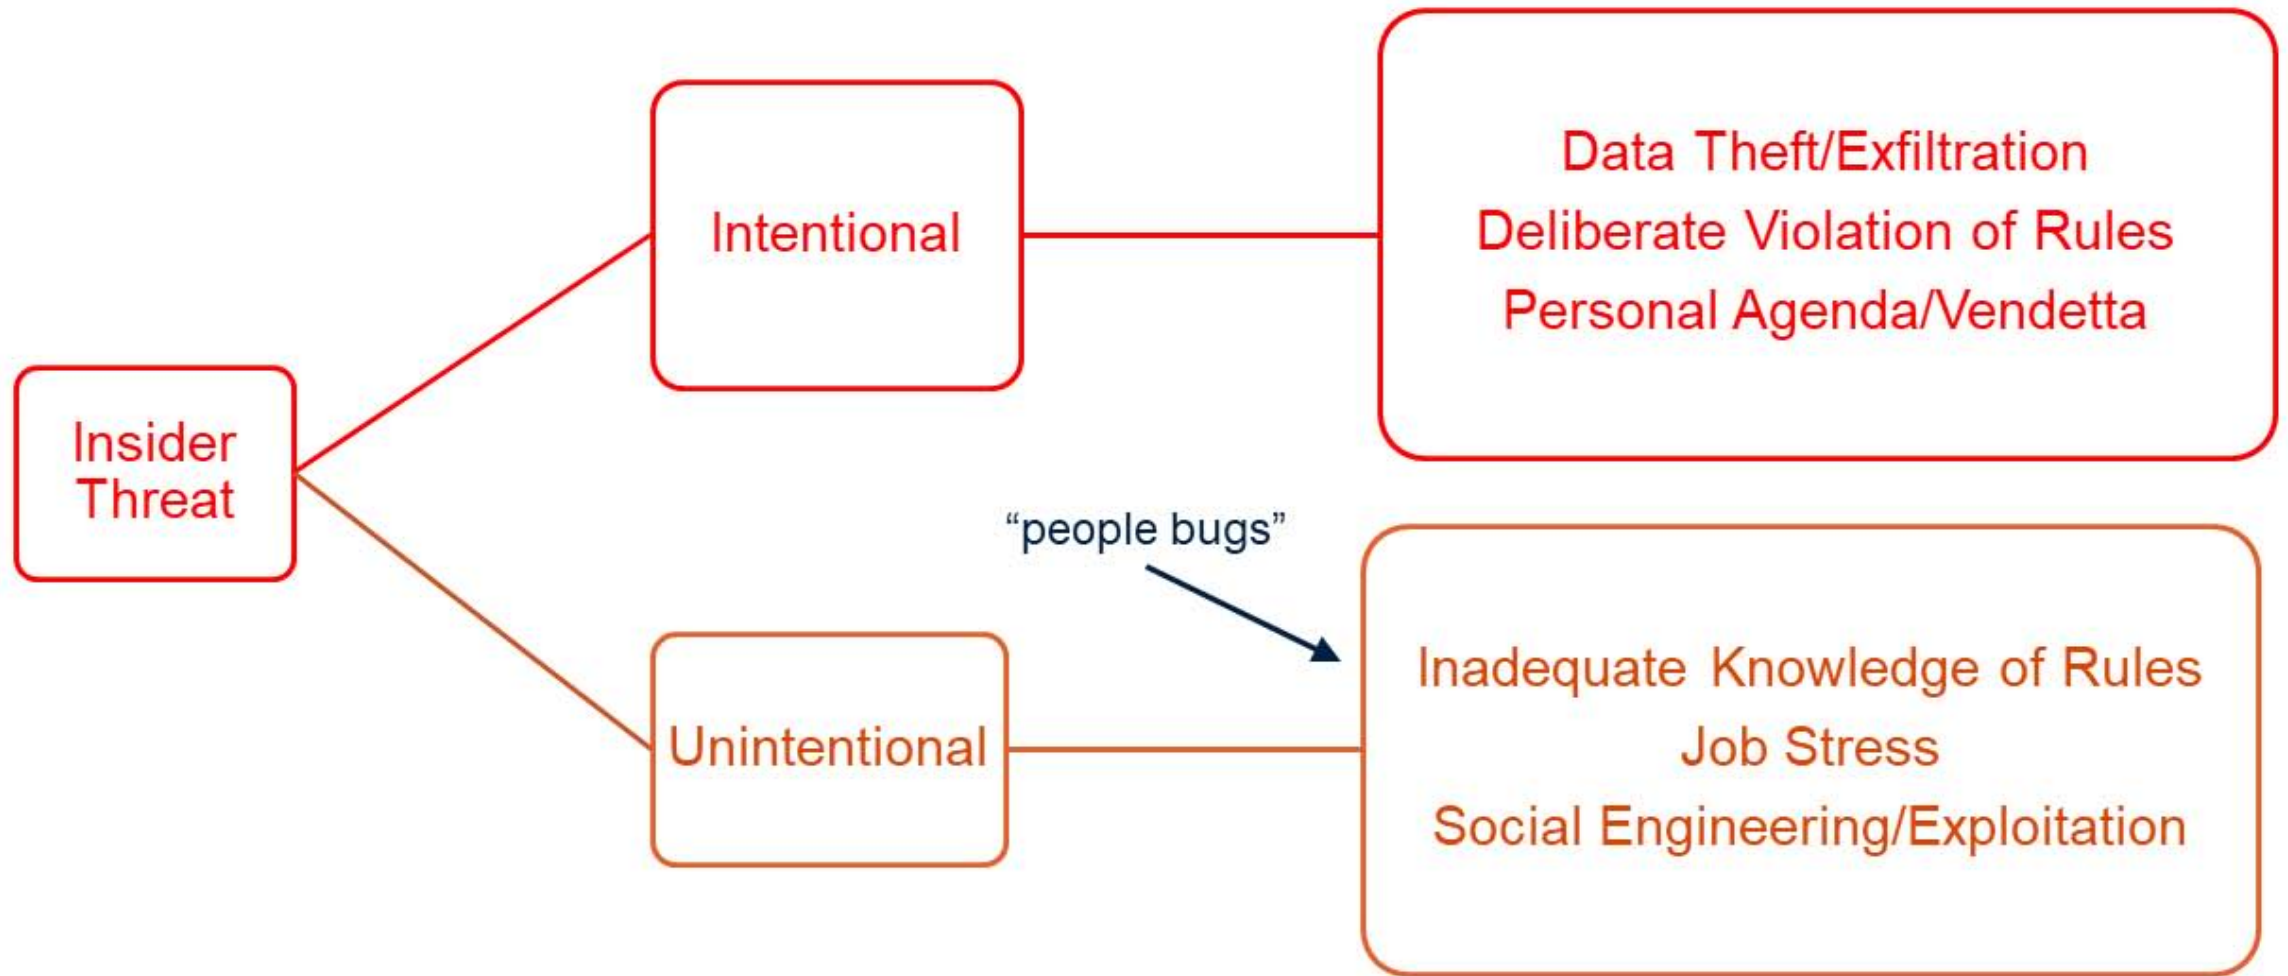 Insider
Threat
Intentional
Data Theft/Exfiltration
Deliberate Violation of Rules
Personal Agenda/Vendetta
“people bugs”
Unintentional
Inadequate Knowledge of Rules
Job Stress
Social Engineering/Exploitation